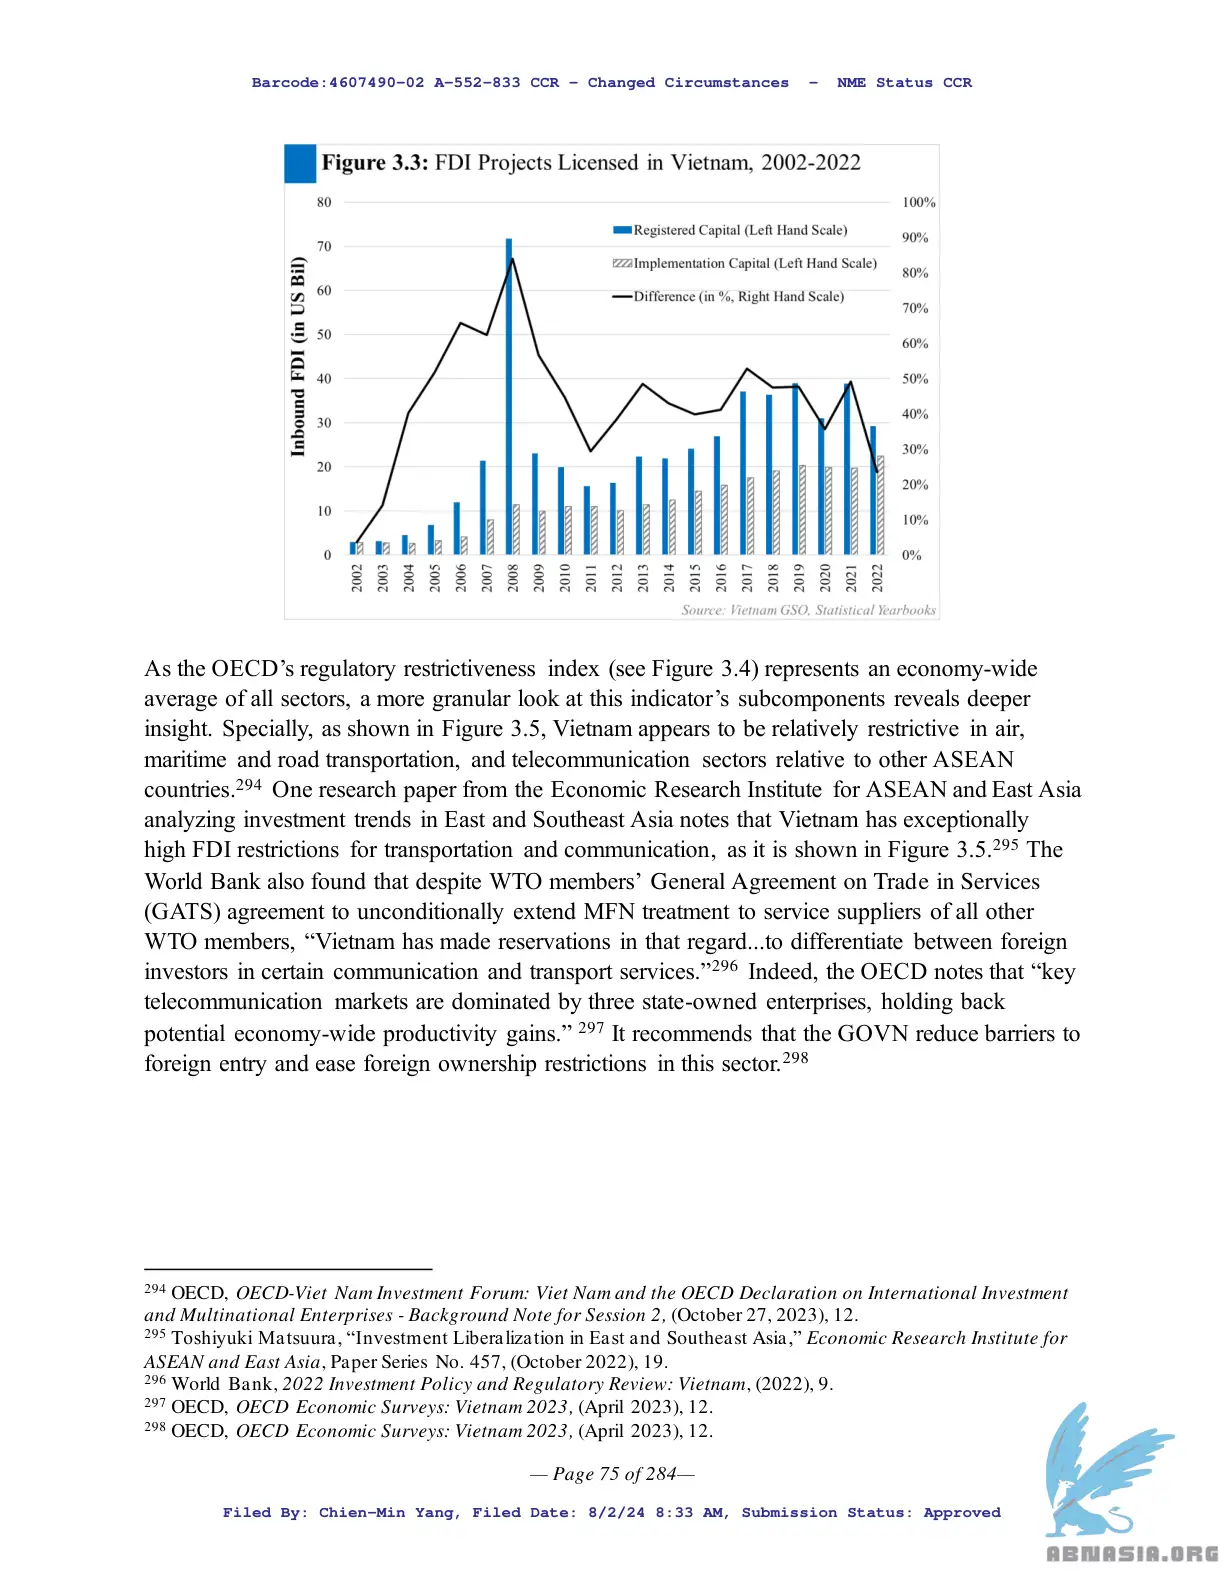 Barcode:4607490-02 A-552-833 CCR - Changed Circumstances - NME Status CCR
Figure 3.3: FDI Projects Licensed in Vietnam, 2002-2022
Inbound FDI (in US Bil)
80
70
60
50
40
30
20
10
0
Registered Capital (Left Hand Scale)
Implementation Capital (Left Hand Scale)
Difference (in %, Right Hand Scale)
100%
90%
80%
70%
60%
50%
40%
30%
20%
10%
0%
2002
2003
2004
2005
2006
2007
2008
2009
2010
2011
2012
2013
2014
2015
2016
2017
2018
2019
2020
2021
2022
Source: Vietnam GSO, Statistical Yearbooks
As the OECD’s regulatory restrictiveness index (see Figure 3.4) represents an economy-wide
average of all sectors, a more granular look at this indicator’s subcomponents reveals deeper
insight. Specially, as shown in Figure 3.5, Vietnam appears to be relatively restrictive in air,
maritime and road transportation, and telecommunication sectors relative to other ASEAN
countries.294 One research paper from the Economic Research Institute for ASEAN and East Asia
analyzing investment trends in East and Southeast Asia notes that Vietnam has exceptionally
high FDI restrictions for transportation and communication, as it is shown in Figure 3.5.295 The
World Bank also found that despite WTO members’ General Agreement on Trade in Services
(GATS) agreement to unconditionally extend MFN treatment to service suppliers of all other
WTO members, “Vietnam has made reservations in that regard...to differentiate between foreign
investors in certain communication and transport services.”296 Indeed, the OECD notes that “key
telecommunication markets are dominated by three state-owned enterprises, holding back
potential economy-wide productivity gains.” 297 It recommends that the GOVN reduce barriers to
foreign entry and ease foreign ownership restrictions in this sector.298
294 OECD, OECD-Viet Nam Investment Forum: Viet Nam and the OECD Declaration on International Investment
and Multinational Enterprises - Background Note for Session 2, (October 27, 2023), 12.
295 Toshiyuki Matsuura, “Investment Liberalization in East and Southeast Asia,” Economic Research Institute for
ASEAN and East Asia, Paper Series No. 457, (October 2022), 19.
296 World Bank, 2022 Investment Policy and Regulatory Review: Vietnam, (2022), 9.
297 OECD, OECD Economic Surveys: Vietnam 2023, (April 2023), 12.
298 OECD, OECD Economic Surveys: Vietnam 2023, (April 2023), 12.
— Page 75 of 284—
Filed By: Chien-Min Yang, Filed Date: 8/2/24 8:33 AM, Submission Status: Approved
ABNASIA.ORG